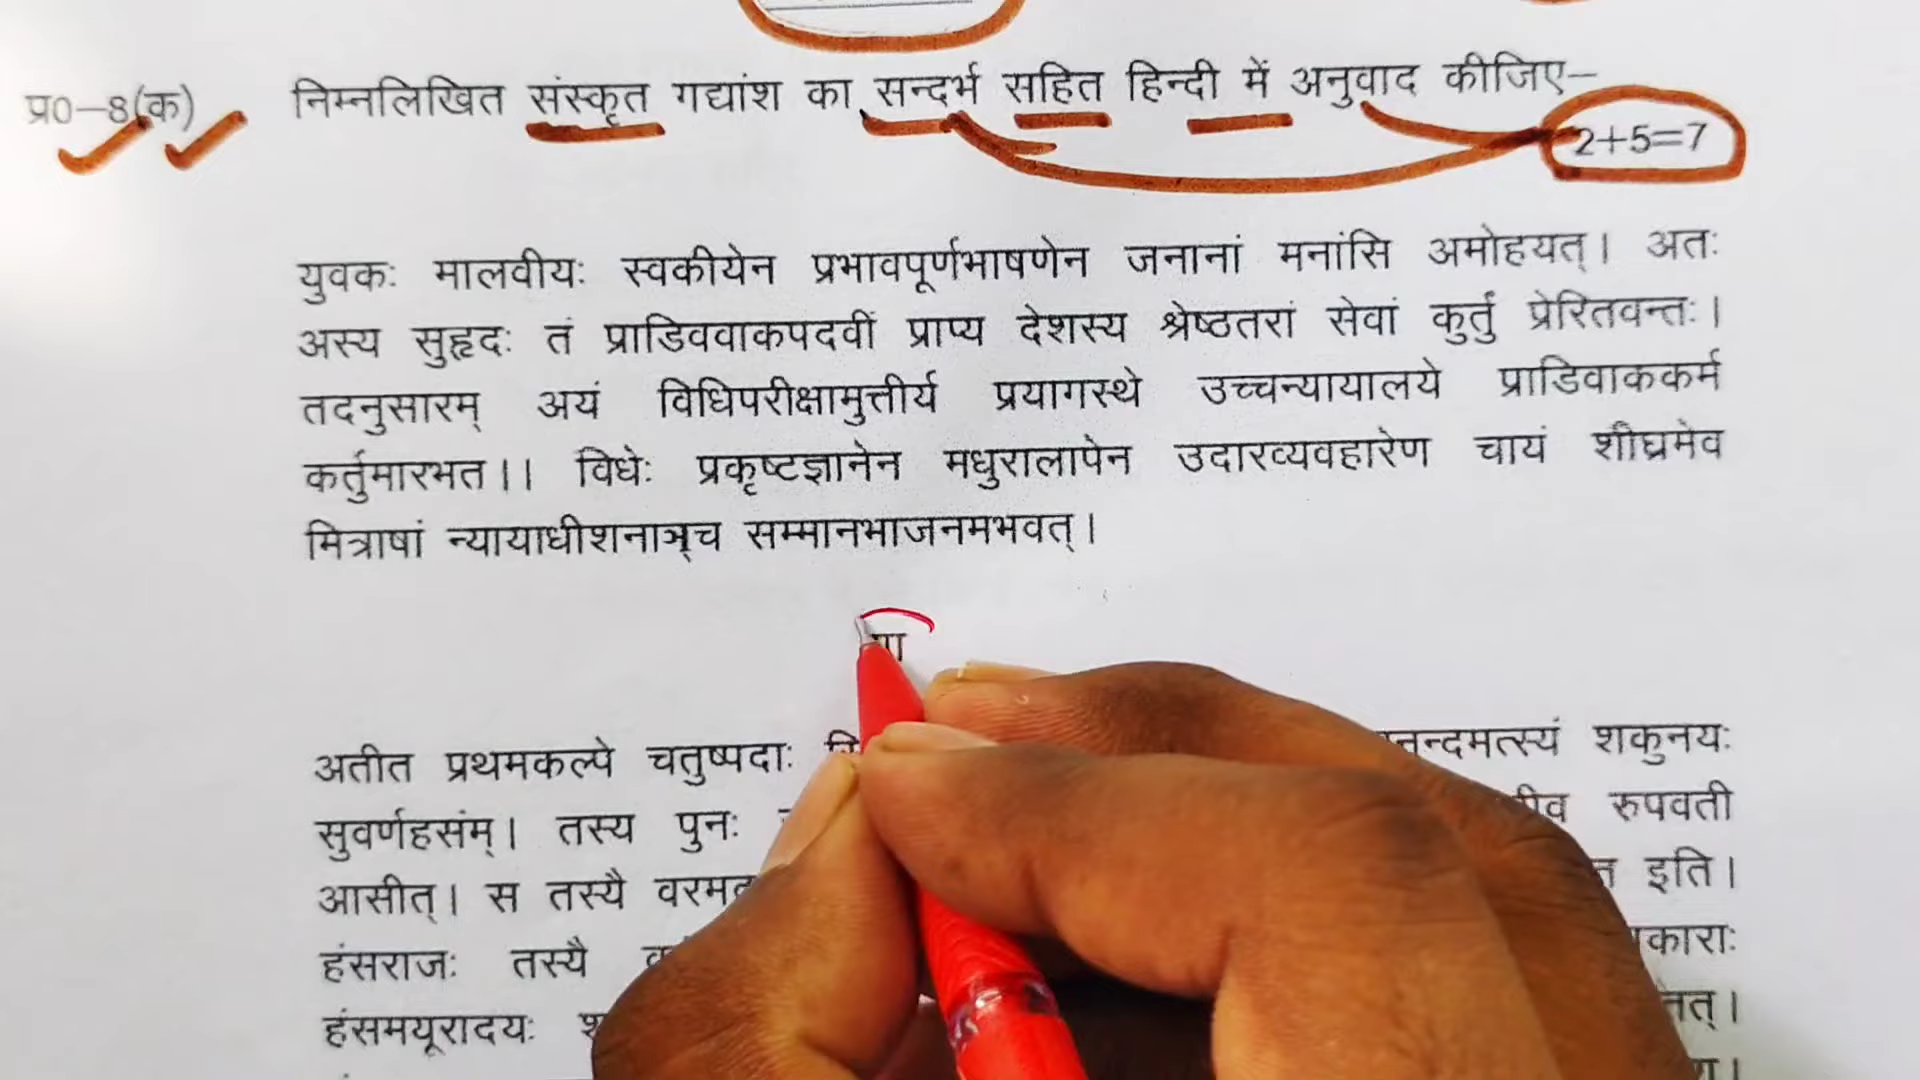 प्र0–8(क) निम्नलिखित संस्कृत गद्यांश का सन्दर्भ सहित हिन्दी में अनुवाद कीजिए–
2+5=7
युवकः मालवीयः स्वकीयेन प्रभावपूर्णभाषणेन जनानां मनांसि अमोहयत्। अतः
अस्य सुहृदः तं प्राडिववाकपदवीं प्राप्य देशस्य श्रेष्ठतरां सेवां कुर्तुं प्रेरितवन्तः।
तदनुसारम् अयं विधिपरीक्षामुत्तीर्य प्रयागस्थे उच्चन्यायालये प्राडिवाककर्म
कर्तुमारभत।। विधेः प्रकृष्टज्ञानेन मधुरालापेन उदारव्यवहारेण चायं शीघ्रमेव
मित्राषां न्यायाधीशनाञ्च सम्मानभाजनमभवत्।
अतीत प्रथमकल्पे चतुष्पदाः शकुनयः
सुवर्णहसंम्। तस्य पुनः रुपवती
आसीत्। स तस्यै इति।
हंसराजः तस्यै
हंसमयूरादयः